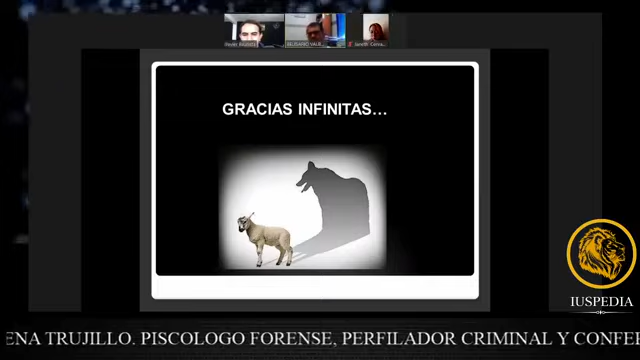 GRACIAS INFINITAS...
IUSPEDIA
ENA TRUJILLO. PISCOLOGO FORENSE, PERFILADOR CRIMINAL Y CONFE